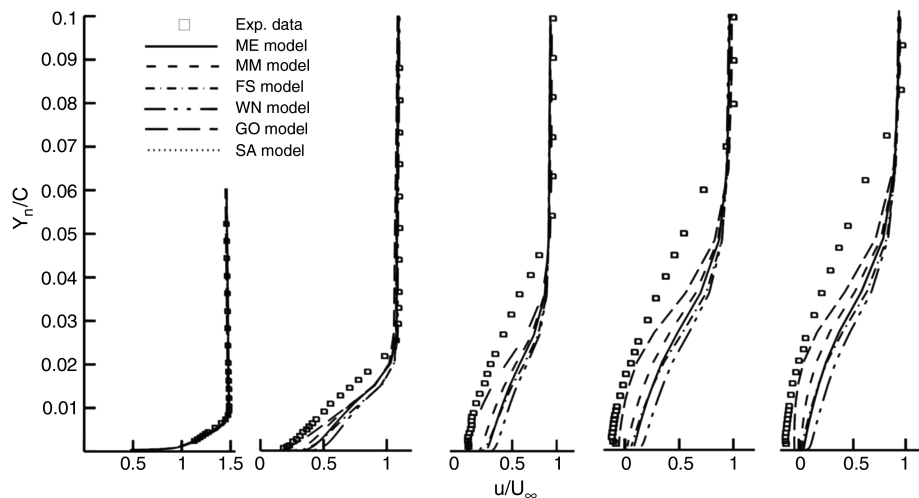 0.1
0.09
0.08
0.07
0.06
0.05
0.04
0.03
0.02
0.01
Yn/C
Exp. data
ME model
MM model
FS model
WN model
GO model
SA model
0.5 1 1.5 0 0.5 1 0 0.5 1 0 0.5 1 0 0.5 1
u/U∞